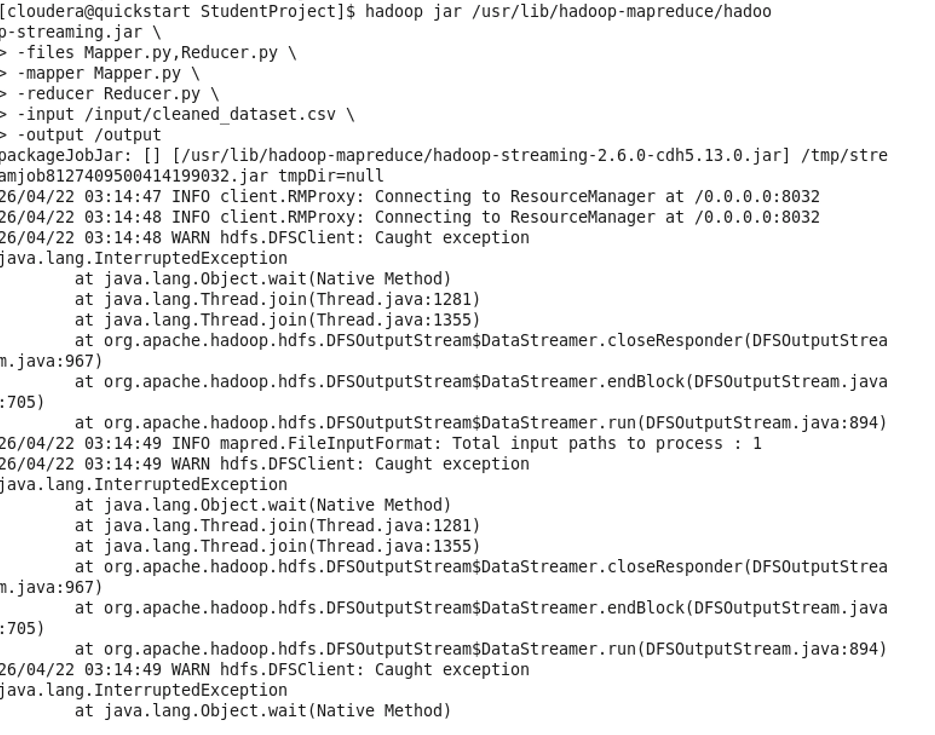 [cloudera@quickstart StudentProject]$ hadoop jar /usr/lib/hadoop-mapreduce/hadoo
p-streaming.jar \
> -files Mapper.py,Reducer.py \
> -mapper Mapper.py \
> -reducer Reducer.py \
> -input /input/cleaned_dataset.csv \
> -output /output
packageJobJar: [] [/usr/lib/hadoop-mapreduce/hadoop-streaming-2.6.0-cdh5.13.0.jar] /tmp/stre
amjob8127409500414199032.jar tmpDir=null
26/04/22 03:14:47 INFO client.RMProxy: Connecting to ResourceManager at /0.0.0.0:8032
26/04/22 03:14:48 INFO client.RMProxy: Connecting to ResourceManager at /0.0.0.0:8032
26/04/22 03:14:48 WARN hdfs.DFSClient: Caught exception
java.lang.InterruptedException
        at java.lang.Object.wait(Native Method)
        at java.lang.Thread.join(Thread.java:1281)
        at java.lang.Thread.join(Thread.java:1355)
        at org.apache.hadoop.hdfs.DFSOutputStream$DataStreamer.closeResponder(DFSOutputStrea
m.java:967)
        at org.apache.hadoop.hdfs.DFSOutputStream$DataStreamer.endBlock(DFSOutputStream.java
:705)
        at org.apache.hadoop.hdfs.DFSOutputStream$DataStreamer.run(DFSOutputStream.java:894)
26/04/22 03:14:49 INFO mapred.FileInputFormat: Total input paths to process : 1
26/04/22 03:14:49 WARN hdfs.DFSClient: Caught exception
java.lang.InterruptedException
        at java.lang.Object.wait(Native Method)
        at java.lang.Thread.join(Thread.java:1281)
        at java.lang.Thread.join(Thread.java:1355)
        at org.apache.hadoop.hdfs.DFSOutputStream$DataStreamer.closeResponder(DFSOutputStrea
m.java:967)
        at org.apache.hadoop.hdfs.DFSOutputStream$DataStreamer.endBlock(DFSOutputStream.java
:705)
        at org.apache.hadoop.hdfs.DFSOutputStream$DataStreamer.run(DFSOutputStream.java:894)
26/04/22 03:14:49 WARN hdfs.DFSClient: Caught exception
java.lang.InterruptedException
        at java.lang.Object.wait(Native Method)